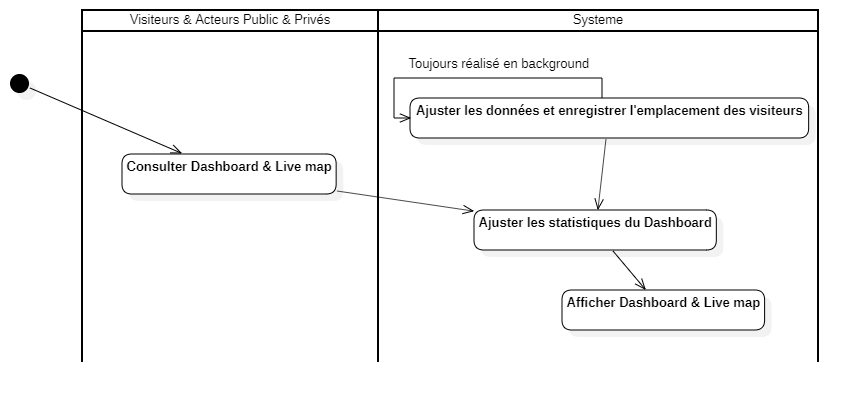 Visiteurs & Acteurs Public & Privés
Systeme
Toujours réalisé en background
Ajuster les données et enregistrer l'emplacement des visiteurs
Consulter Dashboard & Live map
Ajuster les statistiques du Dashboard
Afficher Dashboard & Live map